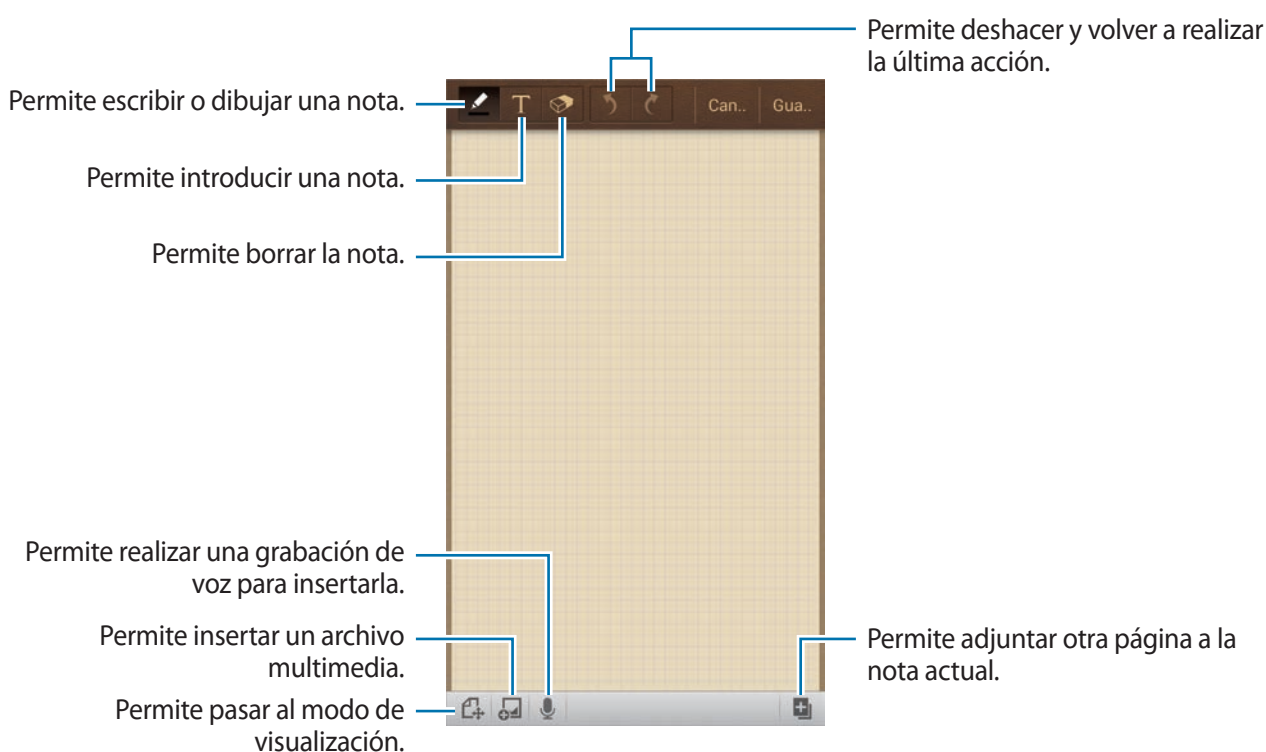 Permite deshacer y volver a realizar
la última acción.
Permite escribir o dibujar una nota.
T
Can..
Gua..
Permite introducir una nota.
Permite borrar la nota.
Permite realizar una grabación de
voz para insertarla.
Permite insertar un archivo
multimedia.
Permite adjuntar otra página a la
nota actual.
Permite pasar al modo de
visualización.